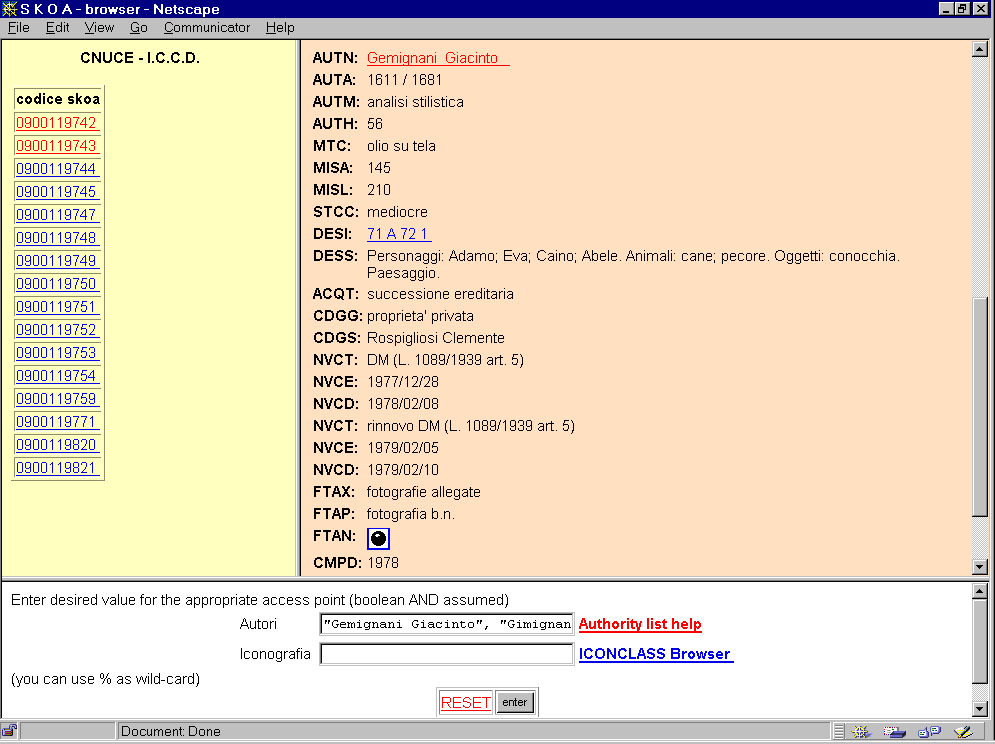 S K O A - browser - Netscape
File Edit View Go Communicator Help
CNUCE - I.C.C.D.
codice skoa
0900119742
0900119743
0900119744
0900119745
0900119747
0900119748
0900119749
0900119750
0900119751
0900119752
0900119753
0900119754
0900119759
0900119771
0900119820
0900119821
AUTN: Gemignani Giacinto
AUTA: 1611 / 1681
AUTM: analisi stilistica
AUTH: 56
MTC: olio su tela
MISA: 145
MISL: 210
STCC: mediocre
DESI: 71 A 72 1
DESS: Personaggi: Adamo; Eva; Caino; Abele. Animali: cane; pecore. Oggetti: conocchia.
Paesaggio.
ACQT: successione ereditaria
CDGG: proprieta' privata
CDGS: Rospigliosi Clemente
NVCT: DM (L. 1089/1939 art. 5)
NVCE: 1977/12/28
NVCD: 1978/02/08
NVCT: rinnovo DM (L. 1089/1939 art. 5)
NVCE: 1979/02/05
NVCD: 1979/02/10
FTAX: fotografie allegate
FTAP: fotografia b.n.
FTAN:
CMPD: 1978
Enter desired value for the appropriate access point (boolean AND assumed)
Autori "Gemignani Giacinto", "Gimignan Authority list help
Iconografia ICONCLASS Browser
(you can use % as wild-card)
RESET enter
Document: Done